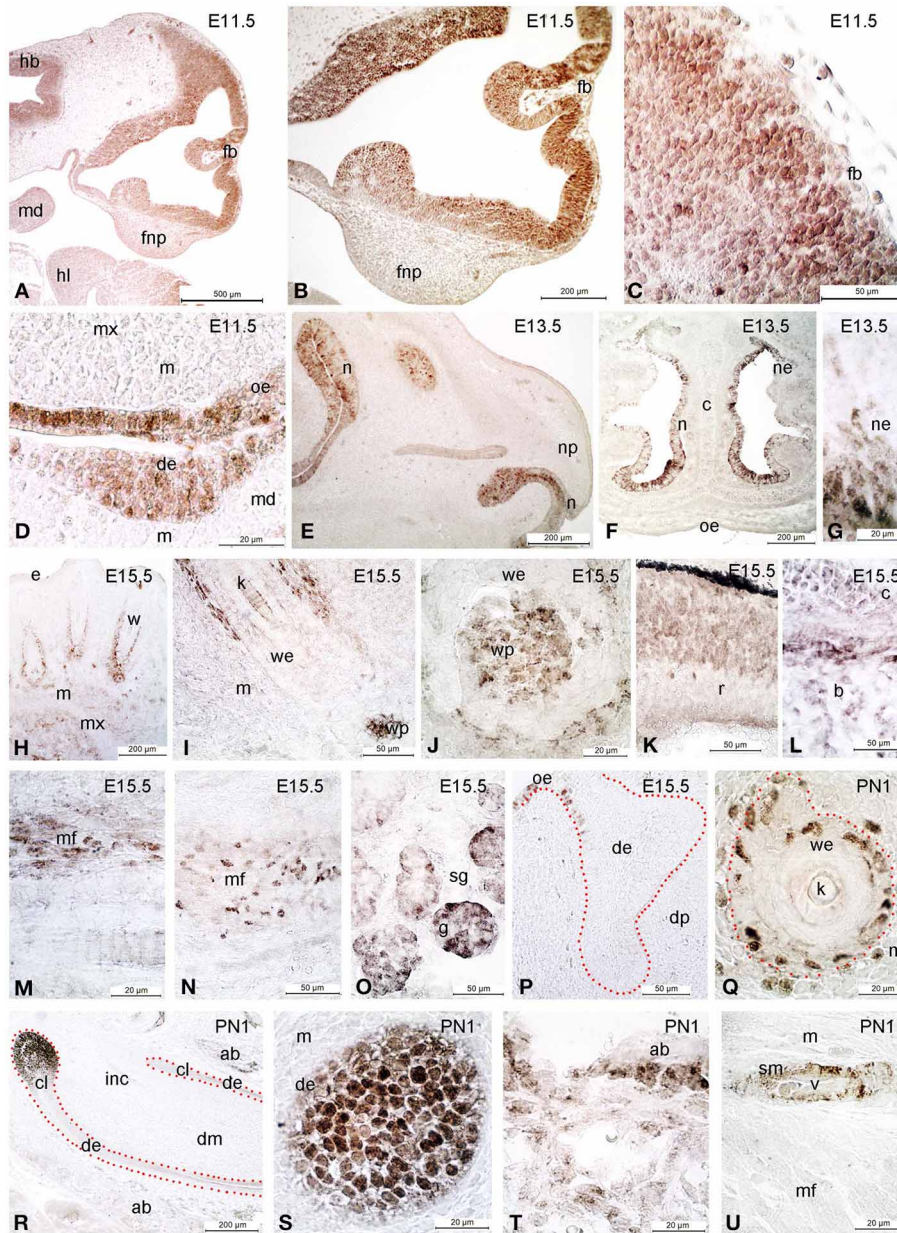 E11.5
hb
fb
md
fnp
hl
A
500 µm
E11.5
fb
fnp
B
200 µm
E11.5
fb
C
50 µm
E11.5
mx
m
oe
de
md
m
D
20 µm
E13.5
n
np
n
E
200 µm
E13.5
ne
c
n
oe
F
200 µm
E13.5
ne
G
20 µm
e
E15.5
w
m
mx
H
200 µm
E15.5
k
we
m
wp
I
50 µm
we
E15.5
wp
J
20 µm
E15.5
r
K
50 µm
E15.5
c
b
L
50 µm
E15.5
mf
M
20 µm
E15.5
mf
N
50 µm
E15.5
sg
g
O
50 µm
oe
E15.5
de
dp
P
50 µm
PN1
we
k
Q
20 µm
PN1
ab
cl
de
cl
inc
de
dm
ab
R
200 µm
m
PN1
de
S
20 µm
PN1
ab
T
20 µm
PN1
m
sm
v
mf
U
20 µm